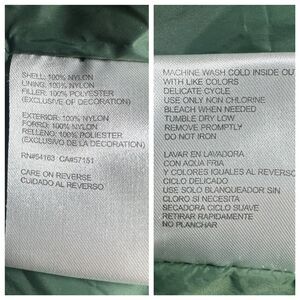 SHELL: 100% NYLON
LINING: 100% NYLON
FILLER: 100% POLYESTER
(EXCLUSIVE OF DECORATION)
EXTERIOR: 100% NYLON
FORRO: 100% NYLON
RELLENO: 100% POLIESTER
(EXCLUSIVO DE DECORACIÓN)
RN#54163 CA#57151
CARE ON REVERSE
CUIDADO AL REVERSO
MACHINE WASH COLD INSIDE OUT
WITH LIKE COLORS
DELICATE CYCLE
USE ONLY NON CHLORINE
BLEACH WHEN NEEDED
TUMBLE DRY LOW
REMOVE PROMPTLY
DO NOT IRON
LAVAR EN LAVADORA
CON AQUA FRIA
Y COLORES IGUALES AL REVERSO
CICLO DELICADO
USE SOLO BLANQUEADOR SIN
CLORO SI NECESITA
SECADORA CICLO SUAVE
RETIRAR RAPIDAMENTE
NO PLANCHAR